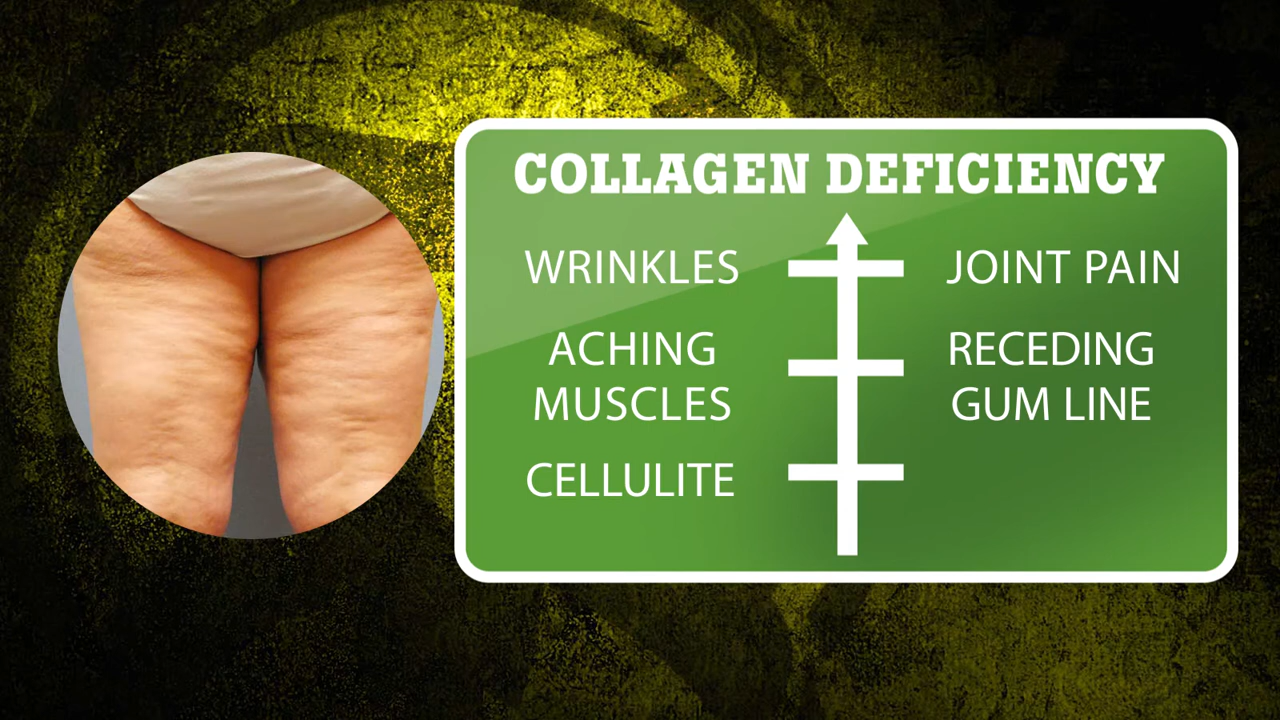 COLLAGEN DEFICIENCY
WRINKLES
JOINT PAIN
ACHING
MUSCLES
RECEDING
GUM LINE
CELLULITE